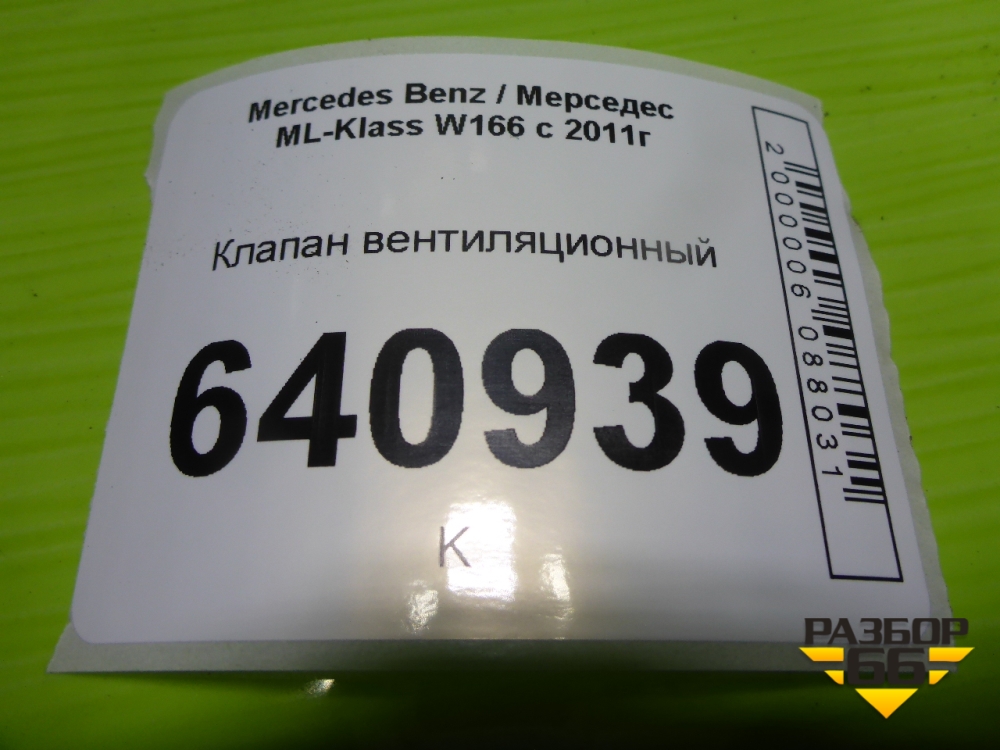 Mercedes Benz / Мерседес
ML-Klass W166 с 2011г
Клапан вентиляционный
640939
К
2000006088031
РАЗБОР
66